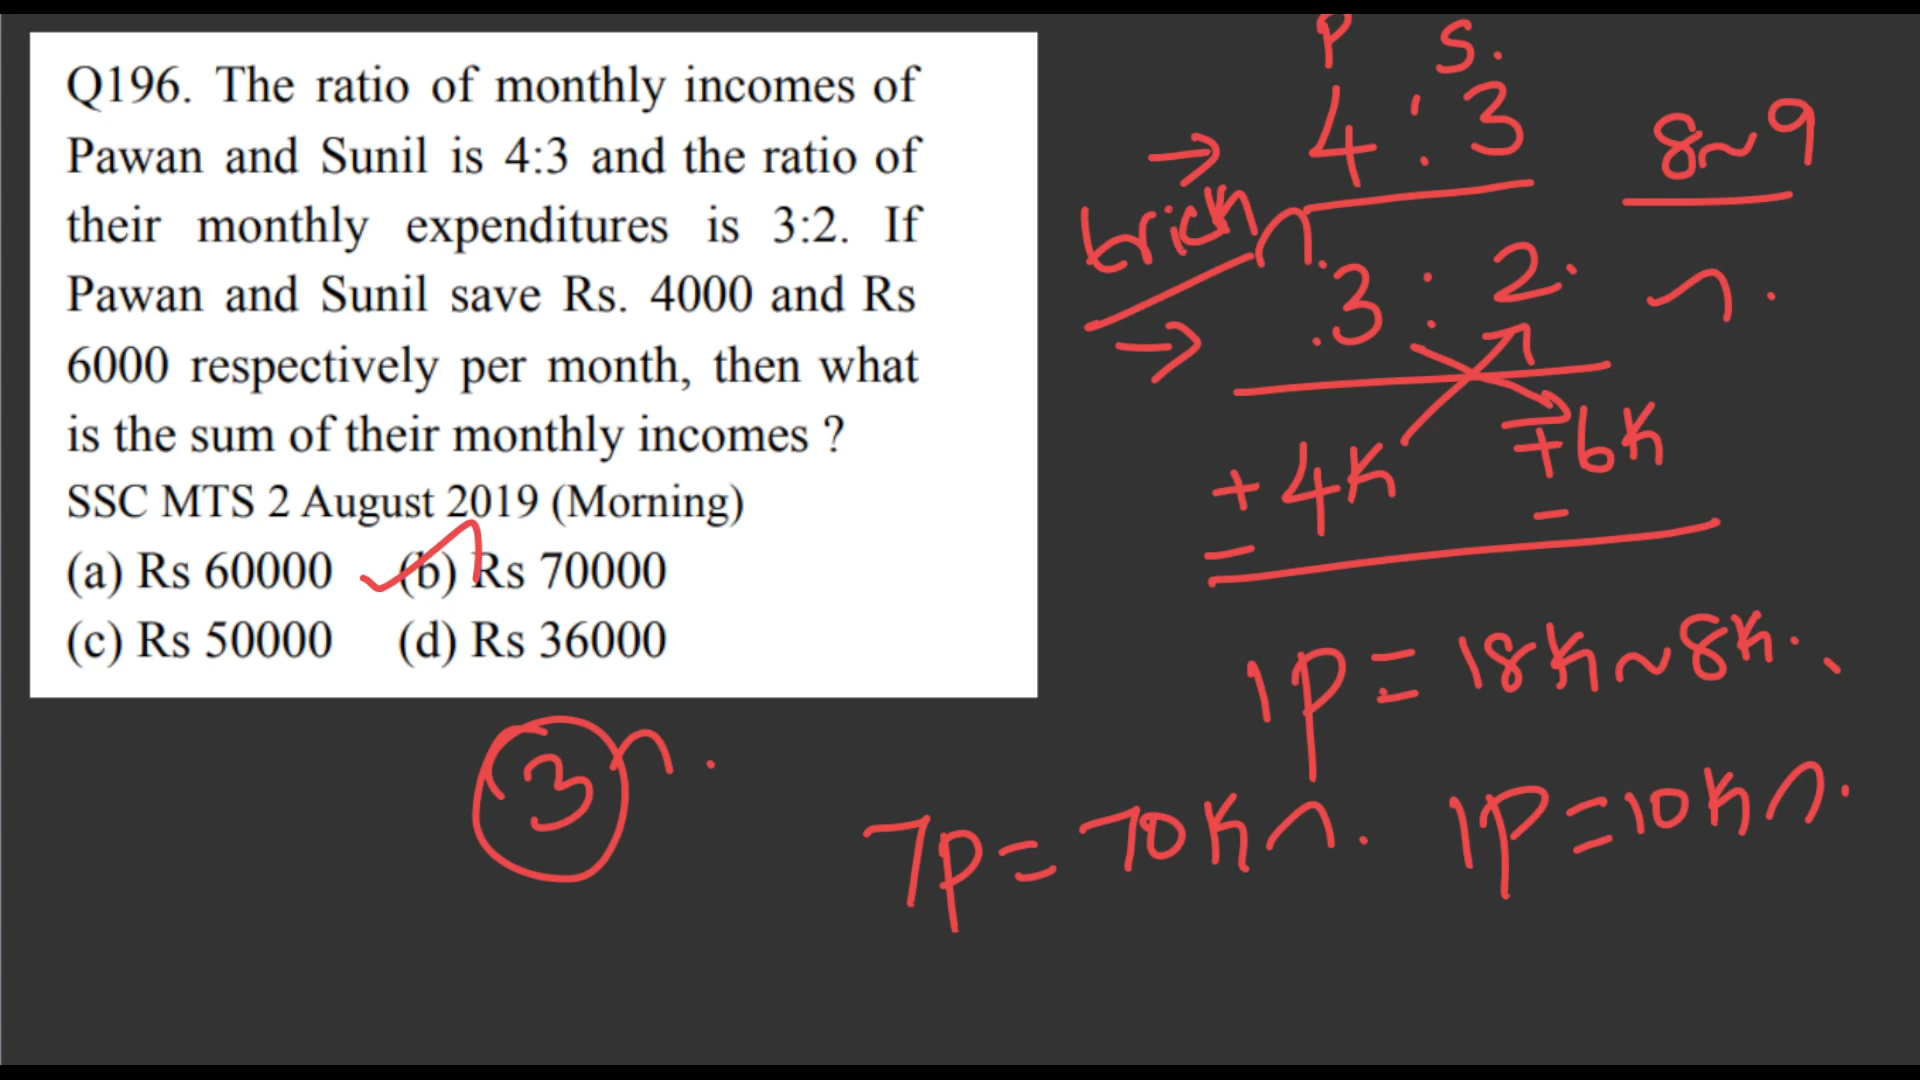 Q196. The ratio of monthly incomes of
Pawan and Sunil is 4:3 and the ratio of
their monthly expenditures is 3:2. If
Pawan and Sunil save Rs. 4000 and Rs
6000 respectively per month, then what
is the sum of their monthly incomes ?
SSC MTS 2 August 2019 (Morning)
(a) Rs 60000 (b) Rs 70000
(c) Rs 50000 (d) Rs 36000
P S.
4 : 3
8~9
trick
3 : 2
+4K +6K
1P = 18K ~ 8K
1P = 10K
7P = 70K
3